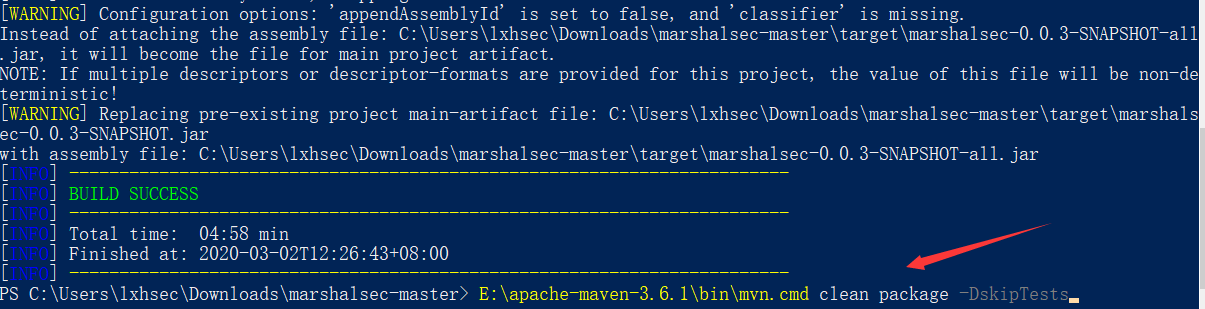 [WARNING] Configuration options: 'appendAssemblyId' is set to false, and 'classifier' is missing.
Instead of attaching the assembly file: C:\Users\lxhsec\Downloads\marshalsec-master\target\marshalsec-0.0.3-SNAPSHOT-all
.jar, it will become the file for main project artifact.
NOTE: If multiple descriptors or descriptor-formats are provided for this project, the value of this file will be non-de
terministic!
[WARNING] Replacing pre-existing project main-artifact file: C:\Users\lxhsec\Downloads\marshalsec-master\target\marshals
ec-0.0.3-SNAPSHOT.jar
with assembly file: C:\Users\lxhsec\Downloads\marshalsec-master\target\marshalsec-0.0.3-SNAPSHOT-all.jar
[INFO] ------------------------------------------------------------------------
[INFO] BUILD SUCCESS
[INFO] ------------------------------------------------------------------------
[INFO] Total time:  04:58 min
[INFO] Finished at: 2020-03-02T12:26:43+08:00
[INFO] ------------------------------------------------------------------------
PS C:\Users\lxhsec\Downloads\marshalsec-master> E:\apache-maven-3.6.1\bin\mvn.cmd clean package -DskipTests